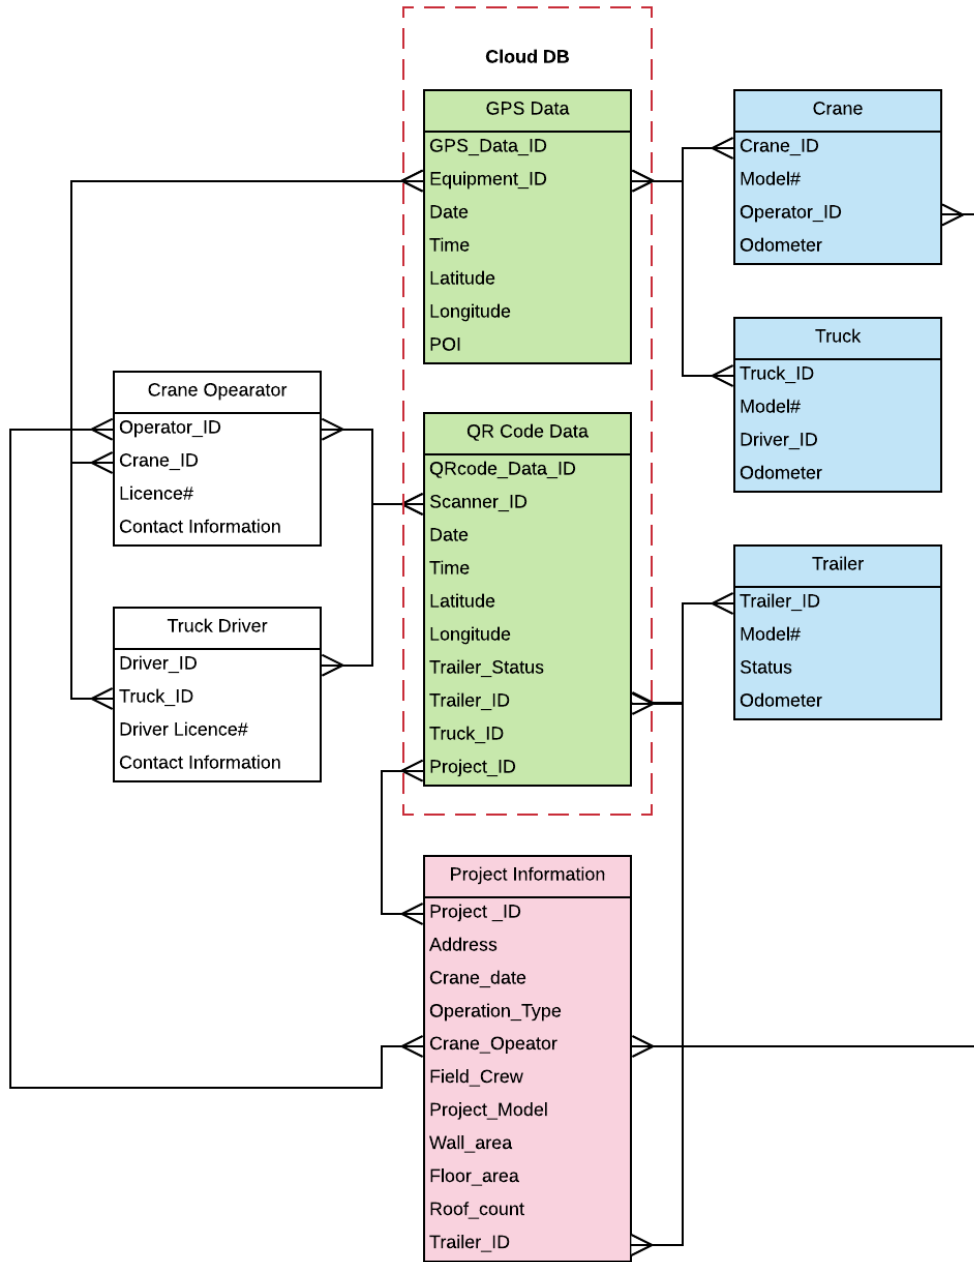 Cloud DB
GPS Data
GPS_Data_ID
Equipment_ID
Date
Time
Latitude
Longitude
POI
Crane
Crane_ID
Model#
Operator_ID
Odometer
Truck
Truck_ID
Model#
Driver_ID
Odometer
Crane Opearator
Operator_ID
Crane_ID
Licence#
Contact Information
QR Code Data
QRcode_Data_ID
Scanner_ID
Date
Time
Latitude
Longitude
Trailer_Status
Trailer_ID
Truck_ID
Project_ID
Trailer
Trailer_ID
Model#
Status
Odometer
Truck Driver
Driver_ID
Truck_ID
Driver Licence#
Contact Information
Project Information
Project _ID
Address
Crane_date
Operation_Type
Crane_Opeator
Field_Crew
Project_Model
Wall_area
Floor_area
Roof_count
Trailer_ID